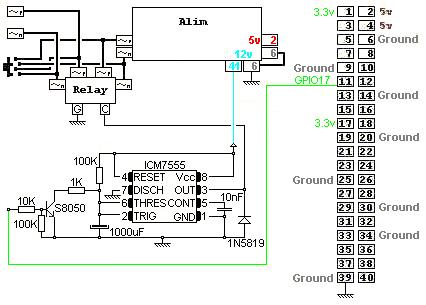 Alim
5v 2
6
12v
41 6
Relay
G C
100K
ICM7555
4 RESET Vcc 8
7 DISCH OUT 3
6 THRES CONT 5
2 TRIG GND 1
1K
10K
S8050
100K
1000uF
10nF
1N5819
3.3v 1 2 5v
3 4 5v
5 6 Ground
7 8
Ground 9 10
GPIO17 11 12
13 14 Ground
15 16
3.3v 17 18
19 20 Ground
21 22
23 24
Ground 25 26
27 28
29 30 Ground
31 32
33 34 Ground
35 36
37 38
Ground 39 40